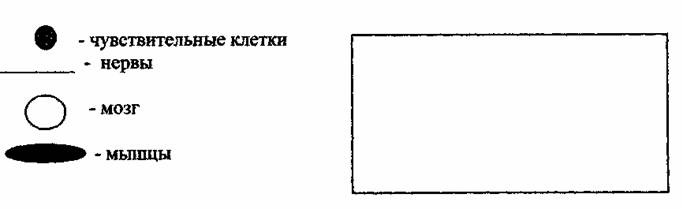 - чувствительные клетки
- нервы
- мозг
- мышцы